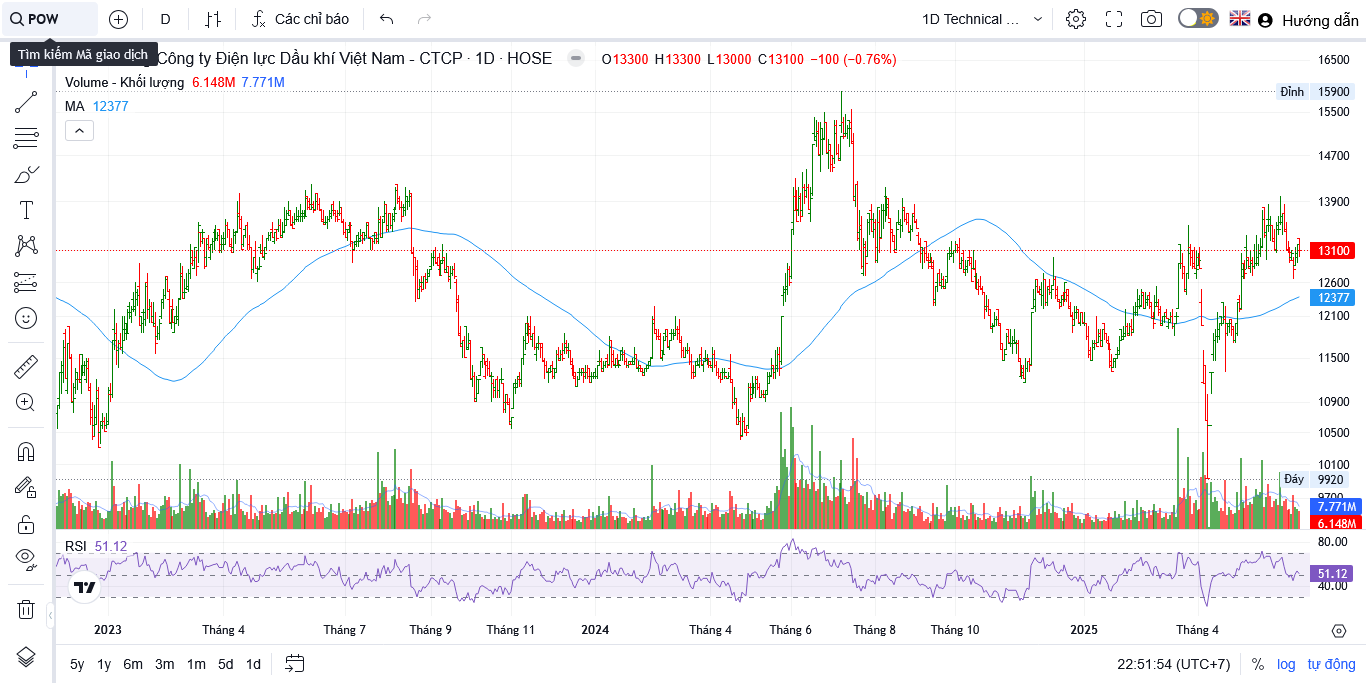 POW
D
Các chỉ báo
1D Technical ...
Hướng dẫn
Tìm kiếm Mã giao dịch
Công ty Điện lực Dầu khí Việt Nam - CTCP · 1D · HOSE
O13300 H13300 L13000 C13100 −100 (−0.76%)
Volume - Khối lượng 6.148M 7.771M
MA 12377
16500
Đỉnh 15900
15500
14700
13900
13100
12600
12377
12100
11500
10900
10500
10100
Đáy 9920
9700
7.771M
6.148M
RSI 51.12
80.00
51.12
40.00
2023 Tháng 4 Tháng 7 Tháng 9 Tháng 11 2024 Tháng 4 Tháng 6 Tháng 8 Tháng 10 2025 Tháng 4
5y 1y 6m 3m 1m 5d 1d
22:51:54 (UTC+7) % log tự động